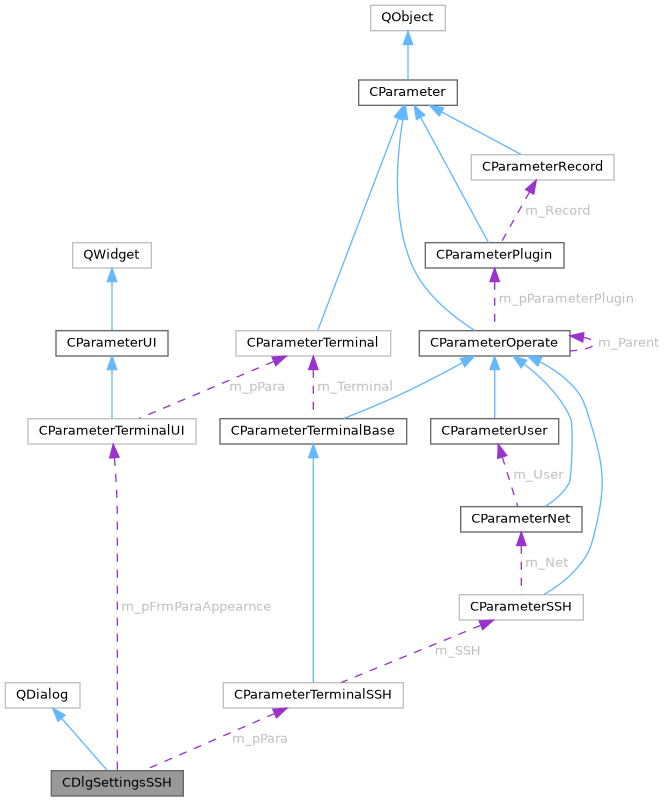 QObject
CParameter
CParameterRecord
m_Record
QWidget
CParameterPlugin
m_pParameterPlugin
CParameterUI
CParameterTerminal
CParameterOperate
m_Parent
m_pPara
m_Terminal
CParameterTerminalUI
CParameterTerminalBase
CParameterUser
m_User
CParameterNet
m_Net
m_pFrmParaAppearnce
CParameterSSH
m_SSH
QDialog
CParameterTerminalSSH
m_pPara
CDlgSettingsSSH